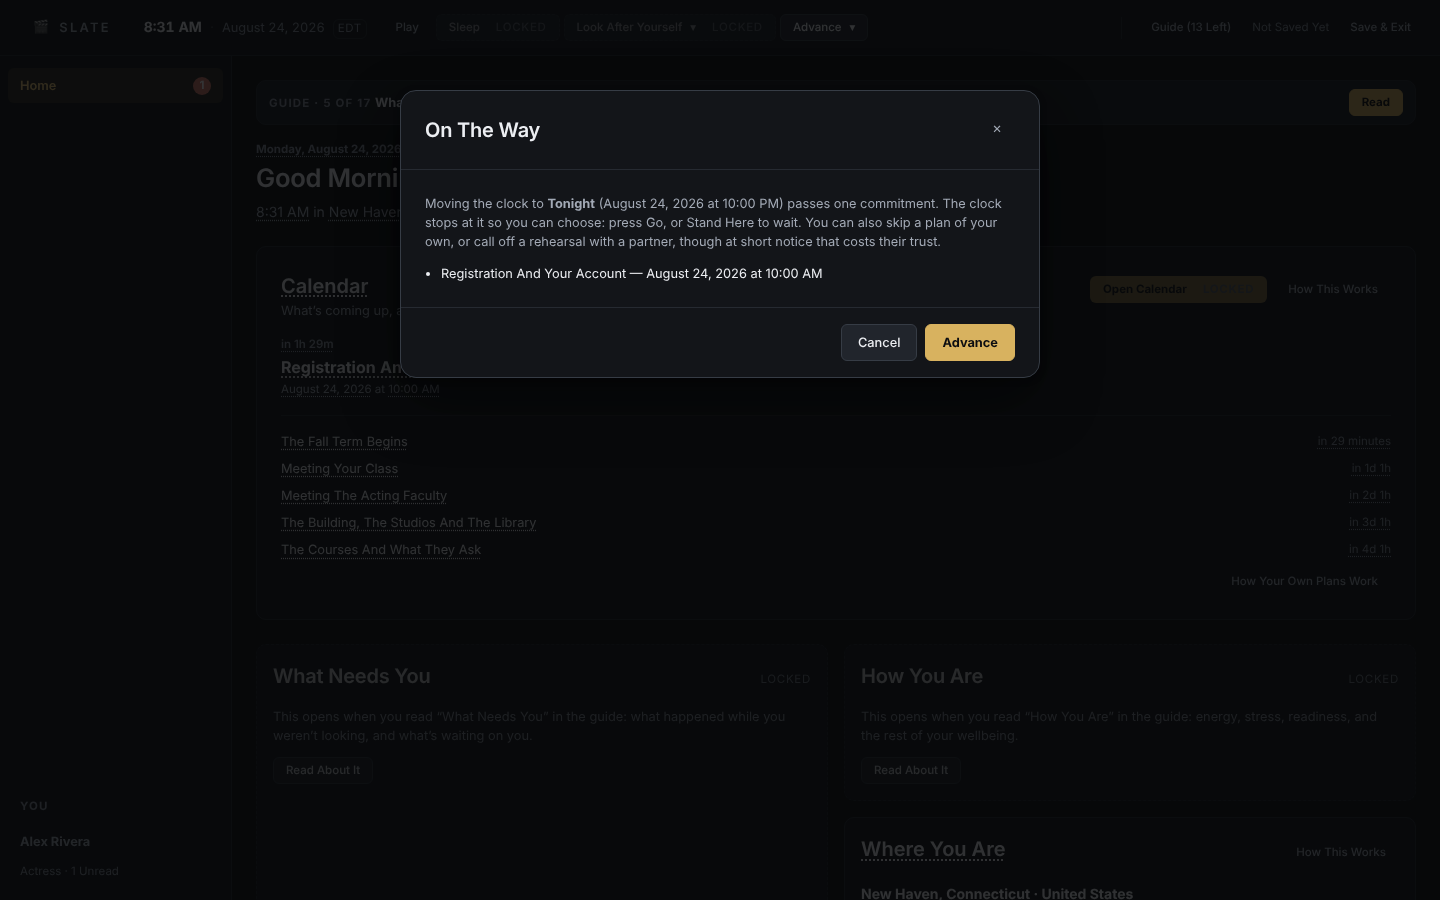 SLATE 8:31 AM August 24, 2026 EDT Play Sleep LOCKED Look After Yourself ▾ LOCKED Advance ▾ Guide (13 Left) Not Saved Yet Save & Exit
Home 1
GUIDE · 5 OF 17 Wha Read
On The Way ×
Monday, August 24, 2026
Good Morni
8:31 AM in New Haven
Moving the clock to Tonight (August 24, 2026 at 10:00 PM) passes one commitment. The clock
stops at it so you can choose: press Go, or Stand Here to wait. You can also skip a plan of your
own, or call off a rehearsal with a partner, though at short notice that costs their trust.
• Registration And Your Account — August 24, 2026 at 10:00 AM
Cancel Advance
Calendar Open Calendar LOCKED How This Works
What's coming up, a
in 1h 29m
Registration An
August 24, 2026 at 10:00 AM
The Fall Term Begins in 29 minutes
Meeting Your Class in 1d 1h
Meeting The Acting Faculty in 2d 1h
The Building, The Studios And The Library in 3d 1h
The Courses And What They Ask in 4d 1h
How Your Own Plans Work
What Needs You LOCKED
This opens when you read “What Needs You” in the guide: what happened while you
weren't looking, and what's waiting on you.
Read About It
How You Are LOCKED
This opens when you read “How You Are” in the guide: energy, stress, readiness, and
the rest of your wellbeing.
Read About It
Where You Are How This Works
New Haven, Connecticut · United States
YOU
Alex Rivera
Actress · 1 Unread